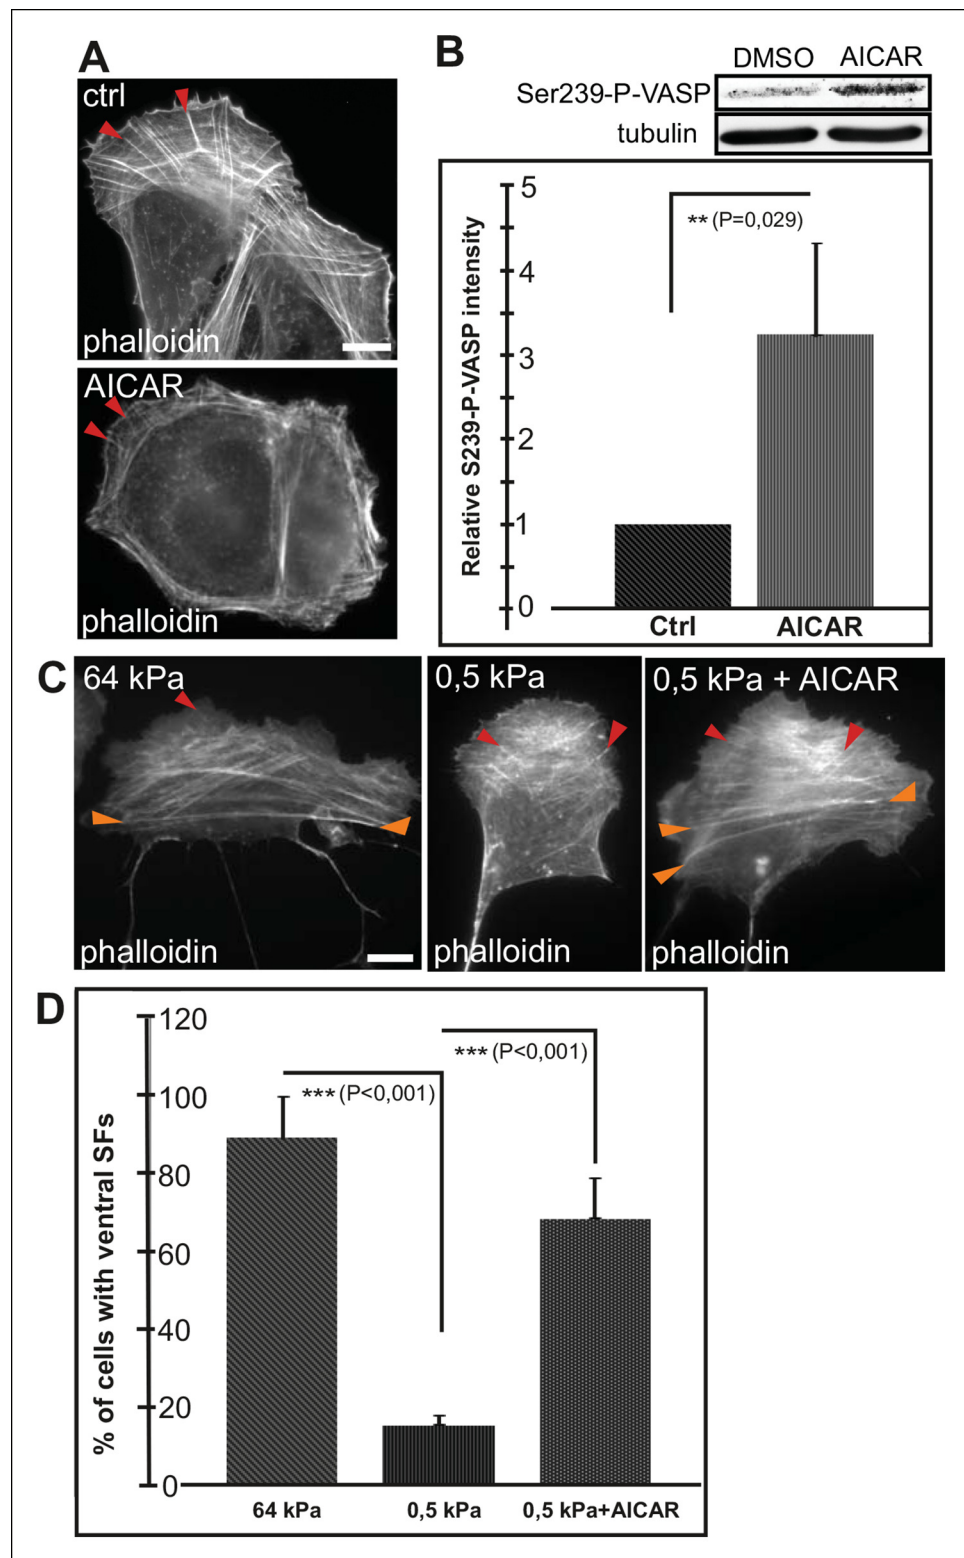 A
ctrl
phalloidin
AICAR
phalloidin
B
DMSO AICAR
Ser239-P-VASP
tubulin
Relative S239-P-VASP intensity
5
4
3
2
1
0
** (P=0,029)
Ctrl AICAR
C
64 kPa
phalloidin
0,5 kPa
phalloidin
0,5 kPa + AICAR
phalloidin
D
% of cells with ventral SFs
120
100
80
60
40
20
0
*** (P<0,001)
*** (P<0,001)
64 kPa 0,5 kPa 0,5 kPa+AICAR